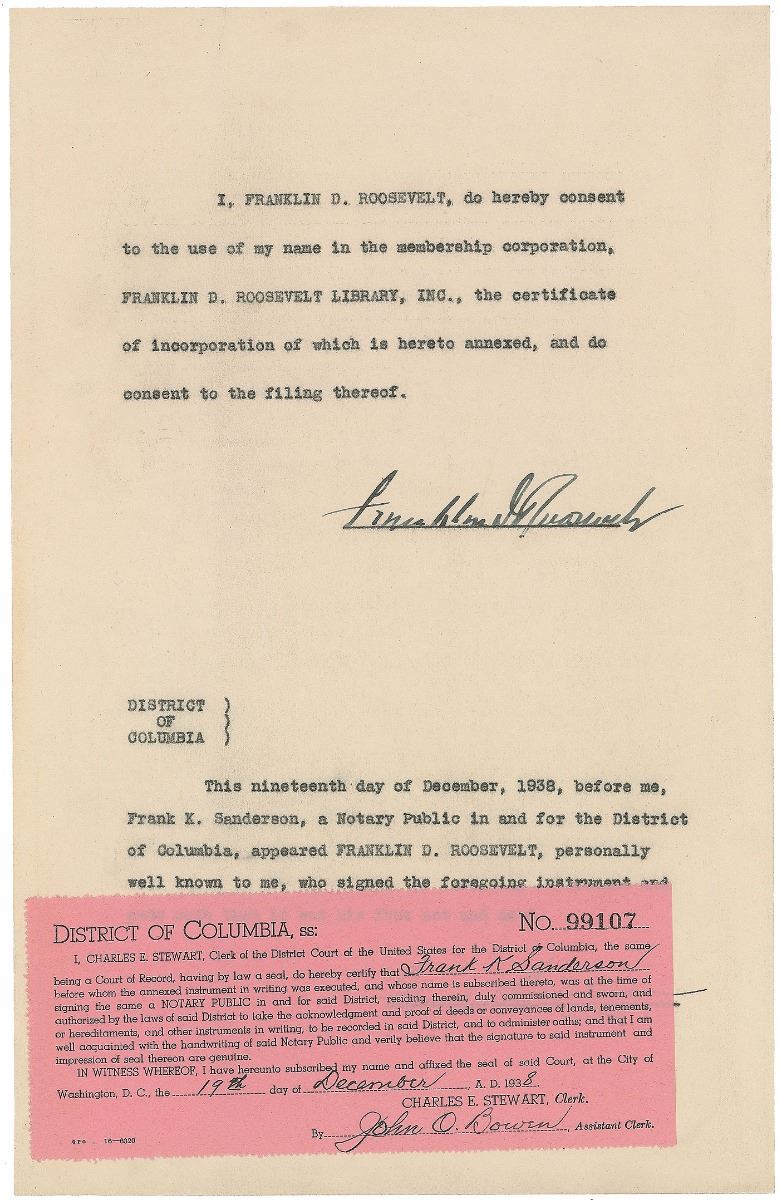 I, FRANKLIN D. ROOSEVELT, do hereby consent
to the use of my name in the membership corporation,
FRANKLIN D. ROOSEVELT LIBRARY, INC., the certificate
of incorporation of which is hereto annexed, and do
consent to the filing thereof.
Franklin D Roosevelt
DISTRICT )
OF )
COLUMBIA )
This nineteenth day of December, 1938, before me,
Frank K. Sanderson, a Notary Public in and for the District
of Columbia, appeared FRANKLIN D. ROOSEVELT, personally
well known to me, who signed the foregoing instrument and
DISTRICT OF COLUMBIA, ss: NO. 99107
I, CHARLES E. STEWART, Clerk of the District Court of the United States for the District of Columbia, the same
being a Court of Record, having by law a seal, do hereby certify that Frank K Sanderson
before whom the annexed instrument in writing was executed, and whose name is subscribed thereto, was at the time of
signing the same a NOTARY PUBLIC in and for said District, residing therein, duly commissioned and sworn, and
authorized by the laws of said District to take the acknowledgment and proof of deeds or conveyances of lands, tenements,
or hereditaments, and other instruments in writing, to be recorded in said District, and to administer oaths; and that I am
well acquainted with the handwriting of said Notary Public and verily believe that the signature to said instrument and
impression of seal thereon are genuine.
IN WITNESS WHEREOF, I have hereunto subscribed my name and affixed the seal of said Court, at the City of
Washington, D. C., the 19th day of December, A. D. 1938.
CHARLES E. STEWART, Clerk.
By John O. Bowen, Assistant Clerk.
GPO 16—6320